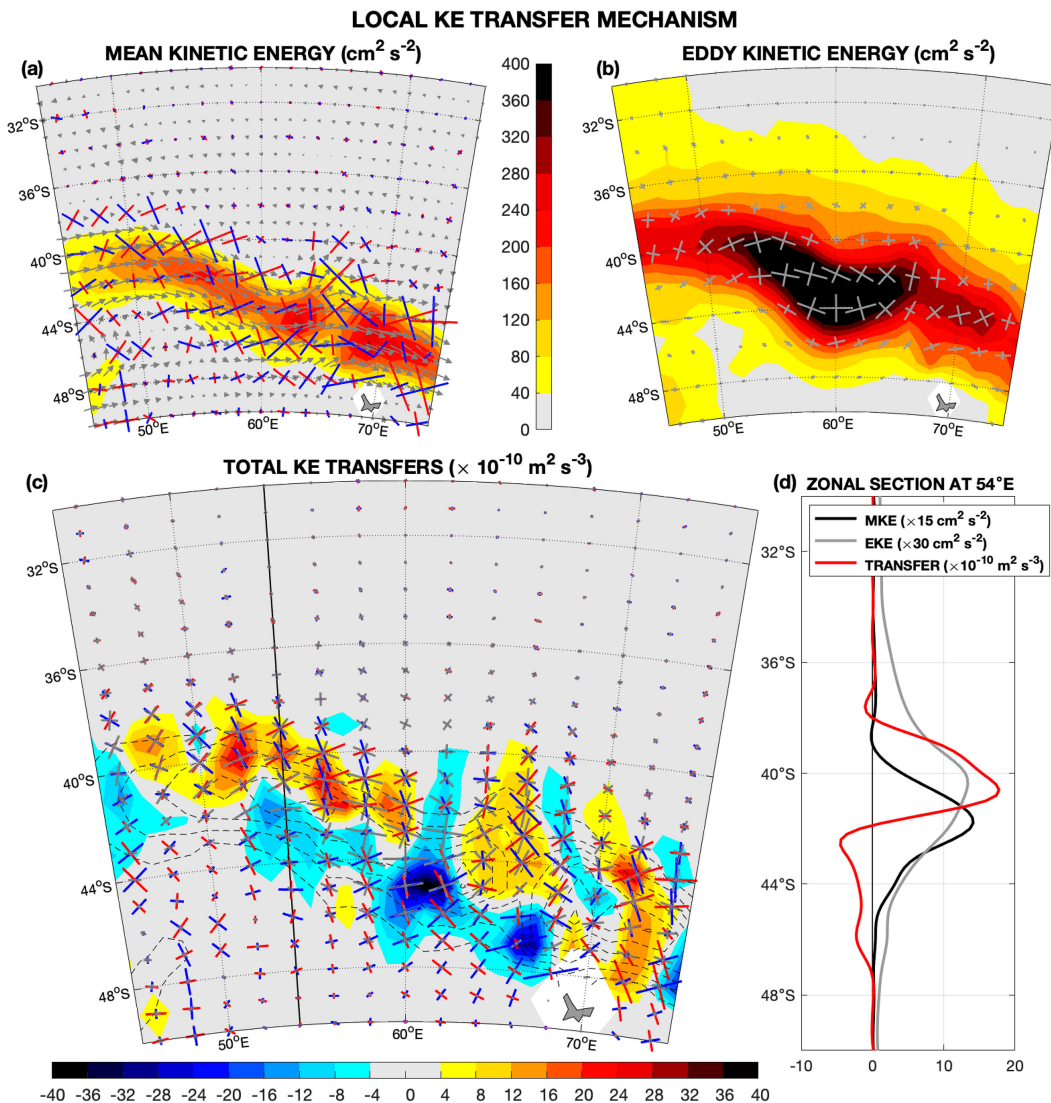 LOCAL KE TRANSFER MECHANISM
MEAN KINETIC ENERGY (cm² s⁻²)
EDDY KINETIC ENERGY (cm² s⁻²)
(a)
32°S
36°S
40°S
44°S
48°S
50°E
60°E
70°E
400
360
320
280
240
200
160
120
80
40
0
(b)
32°S
36°S
40°S
44°S
48°S
50°E
60°E
70°E
TOTAL KE TRANSFERS (× 10⁻¹⁰ m² s⁻³)
(c)
32°S
36°S
40°S
44°S
48°S
50°E
60°E
70°E
-40 -36 -32 -28 -24 -20 -16 -12 -8 -4 0 4 8 12 16 20 24 28 32 36 40
(d) ZONAL SECTION AT 54°E
MKE (×15 cm² s⁻²)
EKE (×30 cm² s⁻²)
TRANSFER (×10⁻¹⁰ m² s⁻³)
32°S
36°S
40°S
44°S
48°S
-10 0 10 20